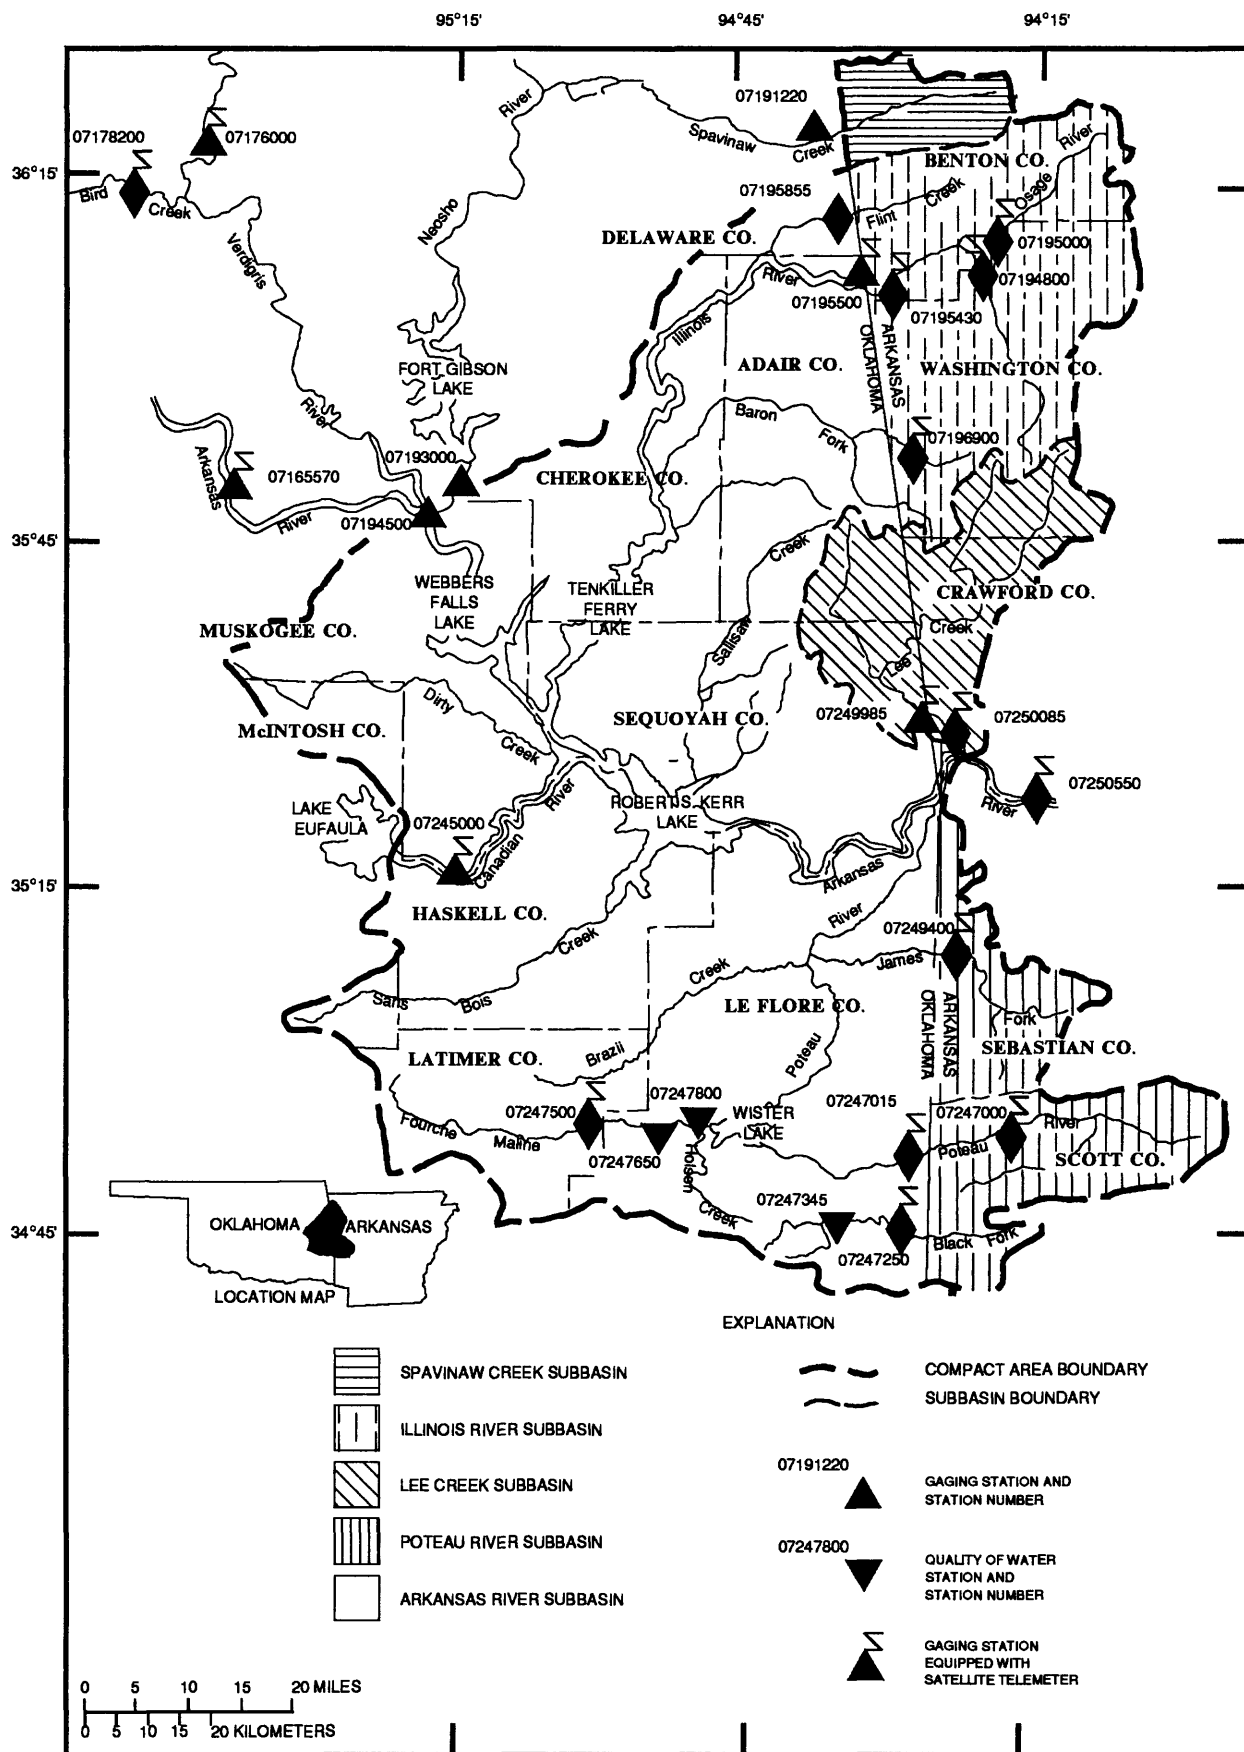 95°15'
94°45'
94°15'
07191220
07178200
07176000
River
Spavinaw
Creek
River
BENTON CO.
36°15'
Bird
Creek
07195855
Creek
Flint
Osage
Neosho
Verdigris
DELAWARE CO.
07195000
River
07194800
07195500
07195430
Illinois
ARKANSAS
OKLAHOMA
ADAIR CO.
WASHINGTON CO.
FORT GIBSON
LAKE
River
Baron
Fork
07196900
Arkansas
07193000
07165570
CHEROKEE CO.
River
07194500
35°45'
Creek
WEBBERS
FALLS
LAKE
TENKILLER
FERRY
LAKE
CRAWFORD CO.
MUSKOGEE CO.
Creek
Sallisaw
Lee
Dirty
McINTOSH CO.
SEQUOYAH CO.
07249985
07250085
Creek
07250550
LAKE
EUFAULA
River
ROBERT S. KERR
LAKE
River
07245000
Canadian
Arkansas
35°15'
HASKELL CO.
River
07249400
Creek
James
Creek
Sans
Bois
LE FLORE CO.
ARKANSAS
OKLAHOMA
Fork
SEBASTIAN CO.
LATIMER CO.
Brazil
Poteau
07247500
07247800
WISTER
LAKE
07247015
07247000
River
Fourche
Maline
07247650
Holsen
Poteau
SCOTT CO.
Creek
07247345
OKLAHOMA
ARKANSAS
34°45'
07247250
Black
Fork
LOCATION MAP
EXPLANATION
SPAVINAW CREEK SUBBASIN
ILLINOIS RIVER SUBBASIN
LEE CREEK SUBBASIN
POTEAU RIVER SUBBASIN
ARKANSAS RIVER SUBBASIN
COMPACT AREA BOUNDARY
SUBBASIN BOUNDARY
07191220
GAGING STATION AND
STATION NUMBER
07247800
QUALITY OF WATER
STATION AND
STATION NUMBER
GAGING STATION
EQUIPPED WITH
SATELLITE TELEMETER
0 5 10 15 20 MILES
0 5 10 15 20 KILOMETERS